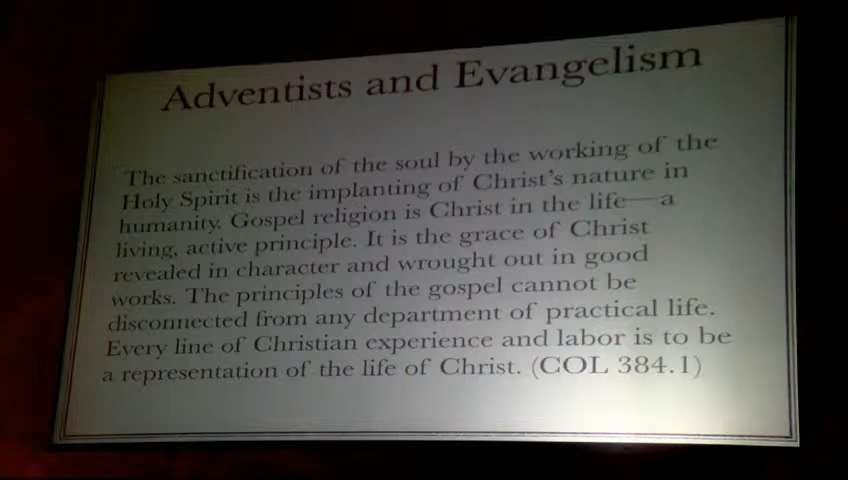 Adventists and Evangelism
The sanctification of the soul by the working of the
Holy Spirit is the implanting of Christ's nature in
humanity. Gospel religion is Christ in the life—a
living, active principle. It is the grace of Christ
revealed in character and wrought out in good
works. The principles of the gospel cannot be
disconnected from any department of practical life.
Every line of Christian experience and labor is to be
a representation of the life of Christ. (COL 384.1)